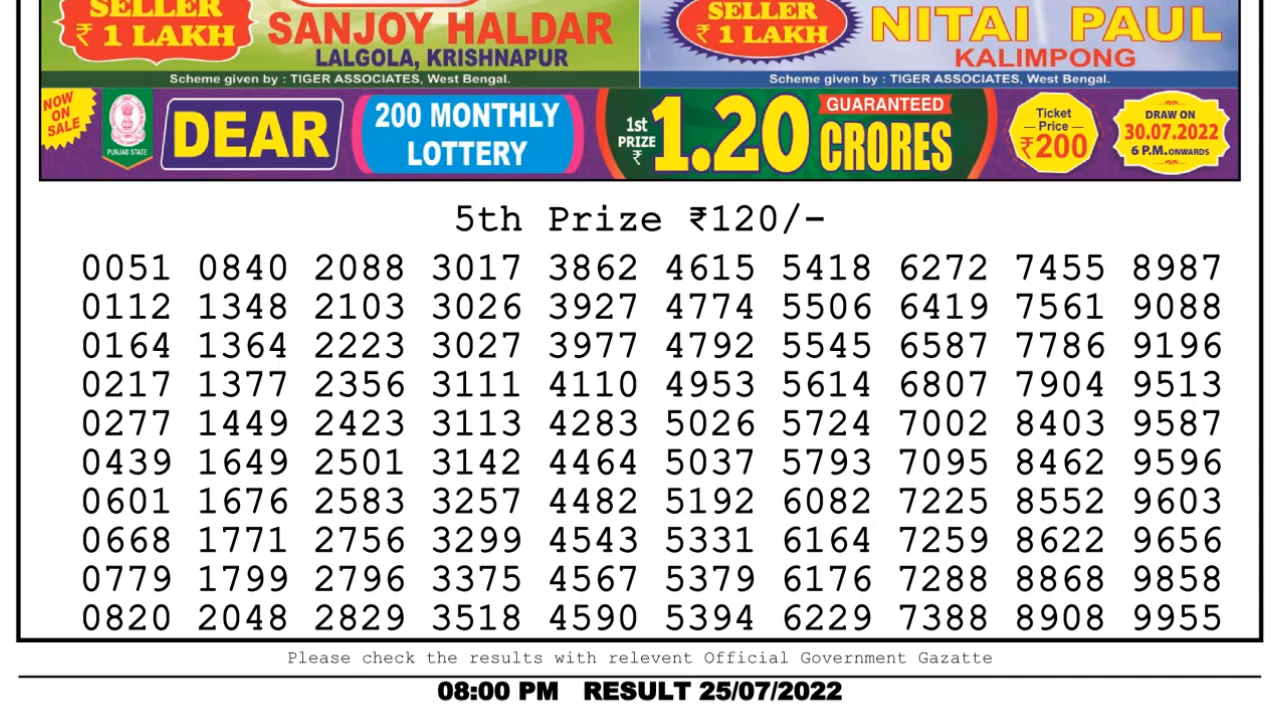 SELLER
₹ 1 LAKH
SANJOY HALDAR
LALGOLA, KRISHNAPUR
Scheme given by : TIGER ASSOCIATES, West Bengal.
SELLER
₹ 1 LAKH
NITAI PAUL
KALIMPONG
Scheme given by : TIGER ASSOCIATES, West Bengal.
NOW
ON
SALE
PUNJAB STATE
DEAR
200 MONTHLY
LOTTERY
1st
PRIZE
₹
1.20
GUARANTEED
CRORES
Ticket
Price
₹200
DRAW ON
30.07.2022
6 P.M. ONWARDS
5th Prize ₹120/-
0051 0840 2088 3017 3862 4615 5418 6272 7455 8987
0112 1348 2103 3026 3927 4774 5506 6419 7561 9088
0164 1364 2223 3027 3977 4792 5545 6587 7786 9196
0217 1377 2356 3111 4110 4953 5614 6807 7904 9513
0277 1449 2423 3113 4283 5026 5724 7002 8403 9587
0439 1649 2501 3142 4464 5037 5793 7095 8462 9596
0601 1676 2583 3257 4482 5192 6082 7225 8552 9603
0668 1771 2756 3299 4543 5331 6164 7259 8622 9656
0779 1799 2796 3375 4567 5379 6176 7288 8868 9858
0820 2048 2829 3518 4590 5394 6229 7388 8908 9955
Please check the results with relevent Official Government Gazatte
08:00 PM RESULT 25/07/2022